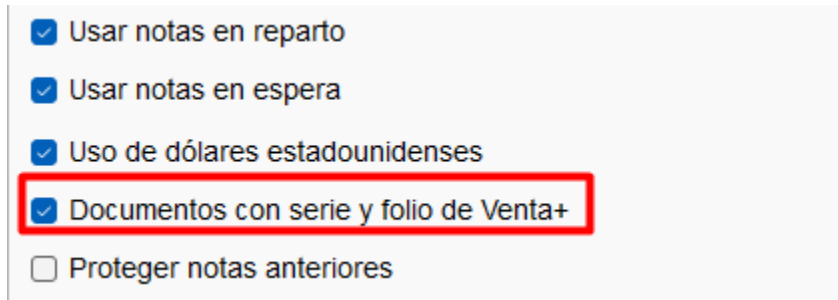 Usar notas en reparto
Usar notas en espera
Uso de dólares estadounidenses
Documentos con serie y folio de Venta+
Proteger notas anteriores